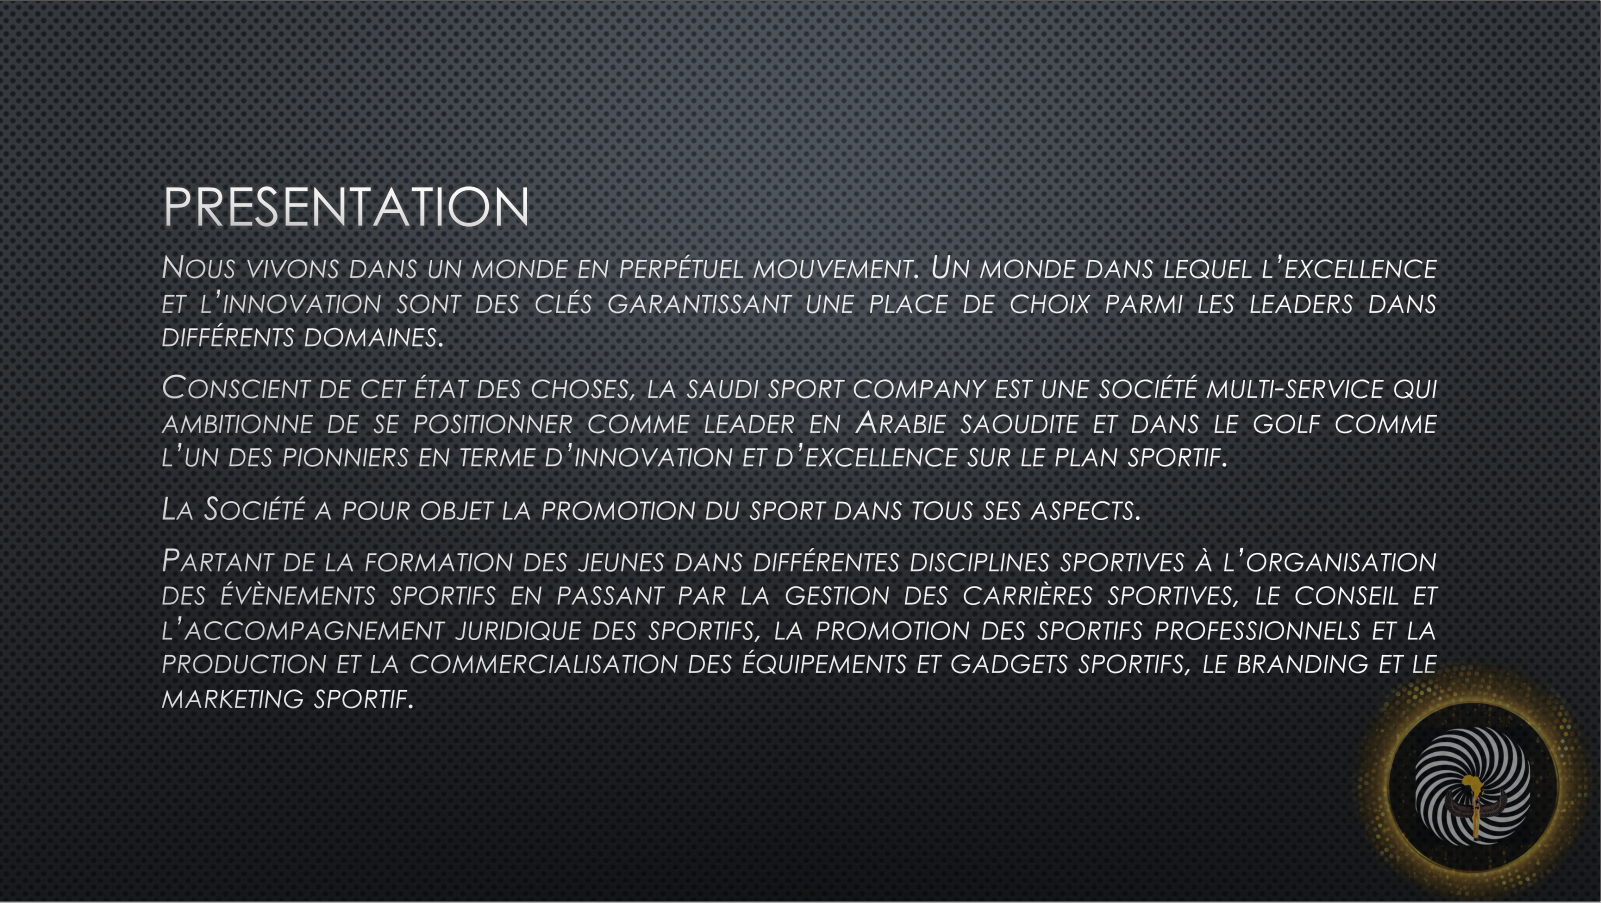 PRESENTATION
NOUS VIVONS DANS UN MONDE EN PERPÉTUEL MOUVEMENT. UN MONDE DANS LEQUEL L’EXCELLENCE
ET L’INNOVATION SONT DES CLÉS GARANTISSANT UNE PLACE DE CHOIX PARMI LES LEADERS DANS
DIFFÉRENTS DOMAINES.
CONSCIENT DE CET ÉTAT DES CHOSES, LA SAUDI SPORT COMPANY EST UNE SOCIÉTÉ MULTI-SERVICE QUI
AMBITIONNE DE SE POSITIONNER COMME LEADER EN ARABIE SAOUDITE ET DANS LE GOLF COMME
L’UN DES PIONNIERS EN TERME D’INNOVATION ET D’EXCELLENCE SUR LE PLAN SPORTIF.
LA SOCIÉTÉ A POUR OBJET LA PROMOTION DU SPORT DANS TOUS SES ASPECTS.
PARTANT DE LA FORMATION DES JEUNES DANS DIFFÉRENTES DISCIPLINES SPORTIVES À L’ORGANISATION
DES ÉVÈNEMENTS SPORTIFS EN PASSANT PAR LA GESTION DES CARRIÈRES SPORTIVES, LE CONSEIL ET
L’ACCOMPAGNEMENT JURIDIQUE DES SPORTIFS, LA PROMOTION DES SPORTIFS PROFESSIONNELS ET LA
PRODUCTION ET LA COMMERCIALISATION DES ÉQUIPEMENTS ET GADGETS SPORTIFS, LE BRANDING ET LE
MARKETING SPORTIF.